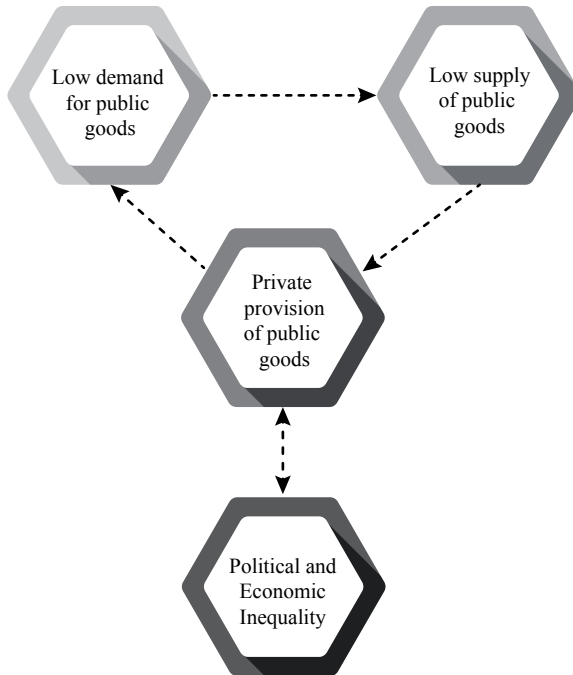 Low demand
for public
goods
Low supply
of public
goods
Private
provision
of public
goods
Political and
Economic
Inequality